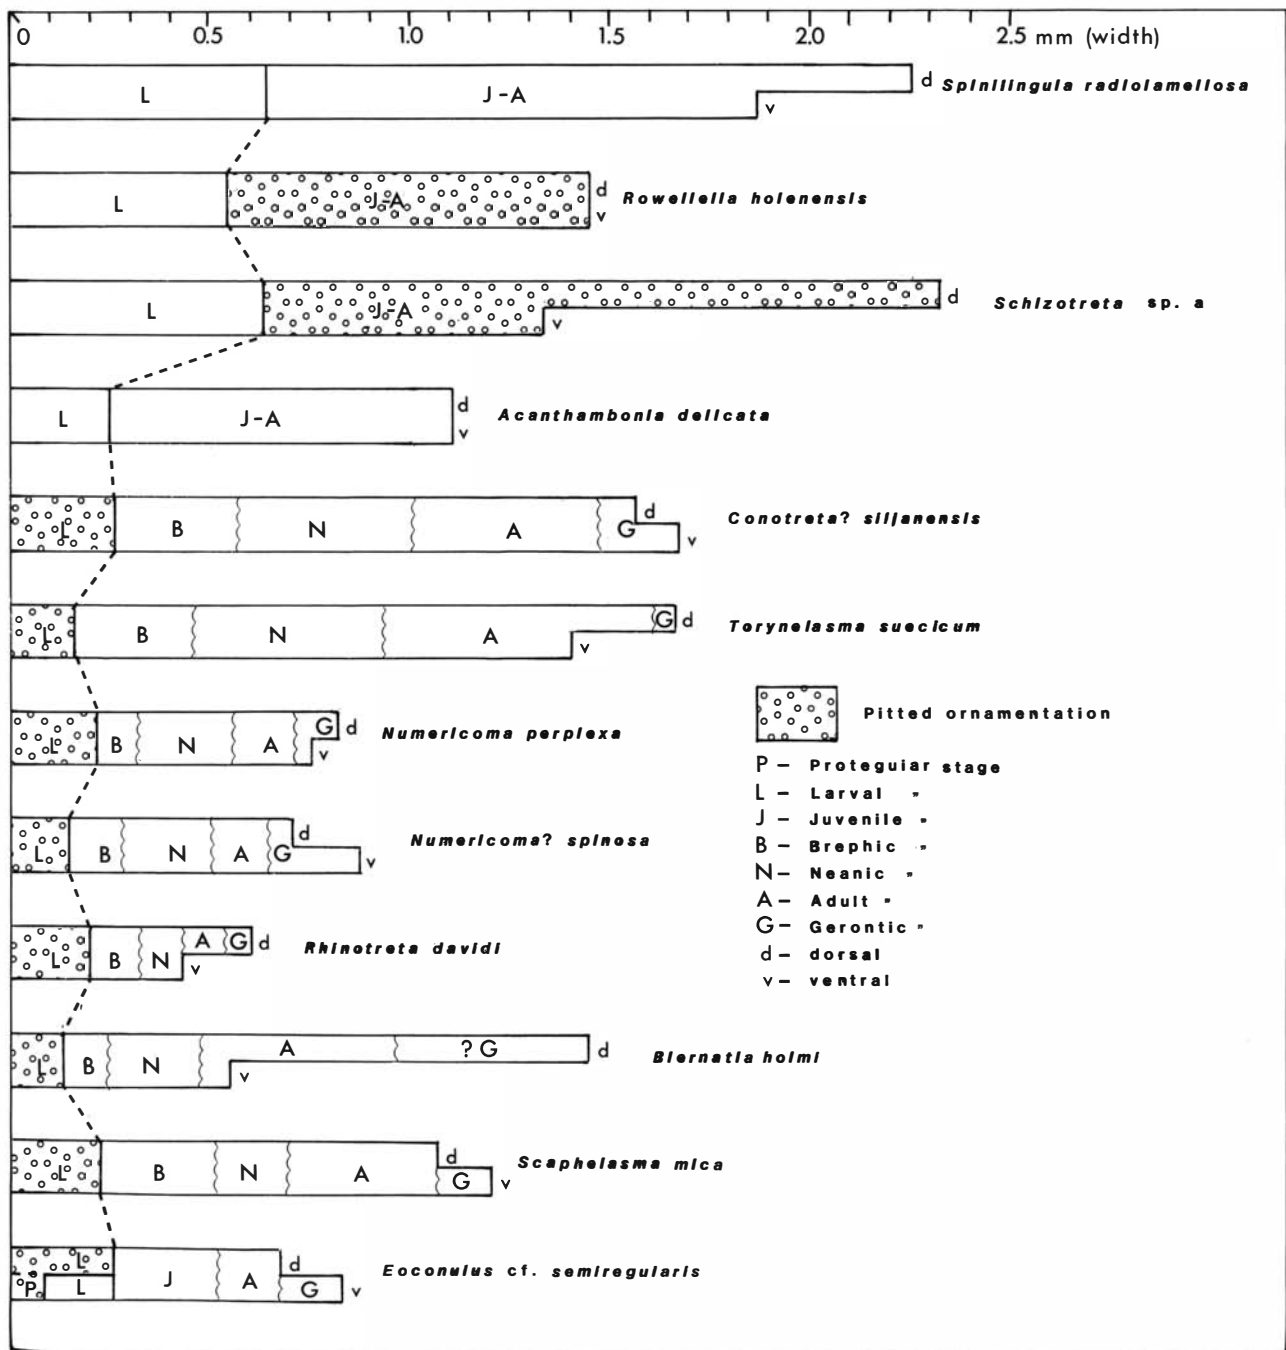 0 0.5 1.0 1.5 2.0 2.5 mm (width)
L J-A d v Spinilingula radiolamellosa
L J-A d v Rowellella holenensis
L J-A d v Schizotreta sp. a
L J-A d v Acanthambonia delicata
L B N A G d v Conotreta? siljanensis
L B N A G d v Torynelasma suecicum
L B N A G d v Numericoma perplexa
L B N A G d v Numericoma? spinosa
L B N A G d v Rhinotreta davidi
L B N A ? G d v Biernatia holmi
L B N A G d v Scaphelasma mica
L P L J A G d v Eoconulus cf. semiregularis
Pitted ornamentation
P – Protegular stage
L – Larval "
J – Juvenile "
B – Brephic "
N – Neanic "
A – Adult "
G – Gerontic "
d – dorsal
v – ventral